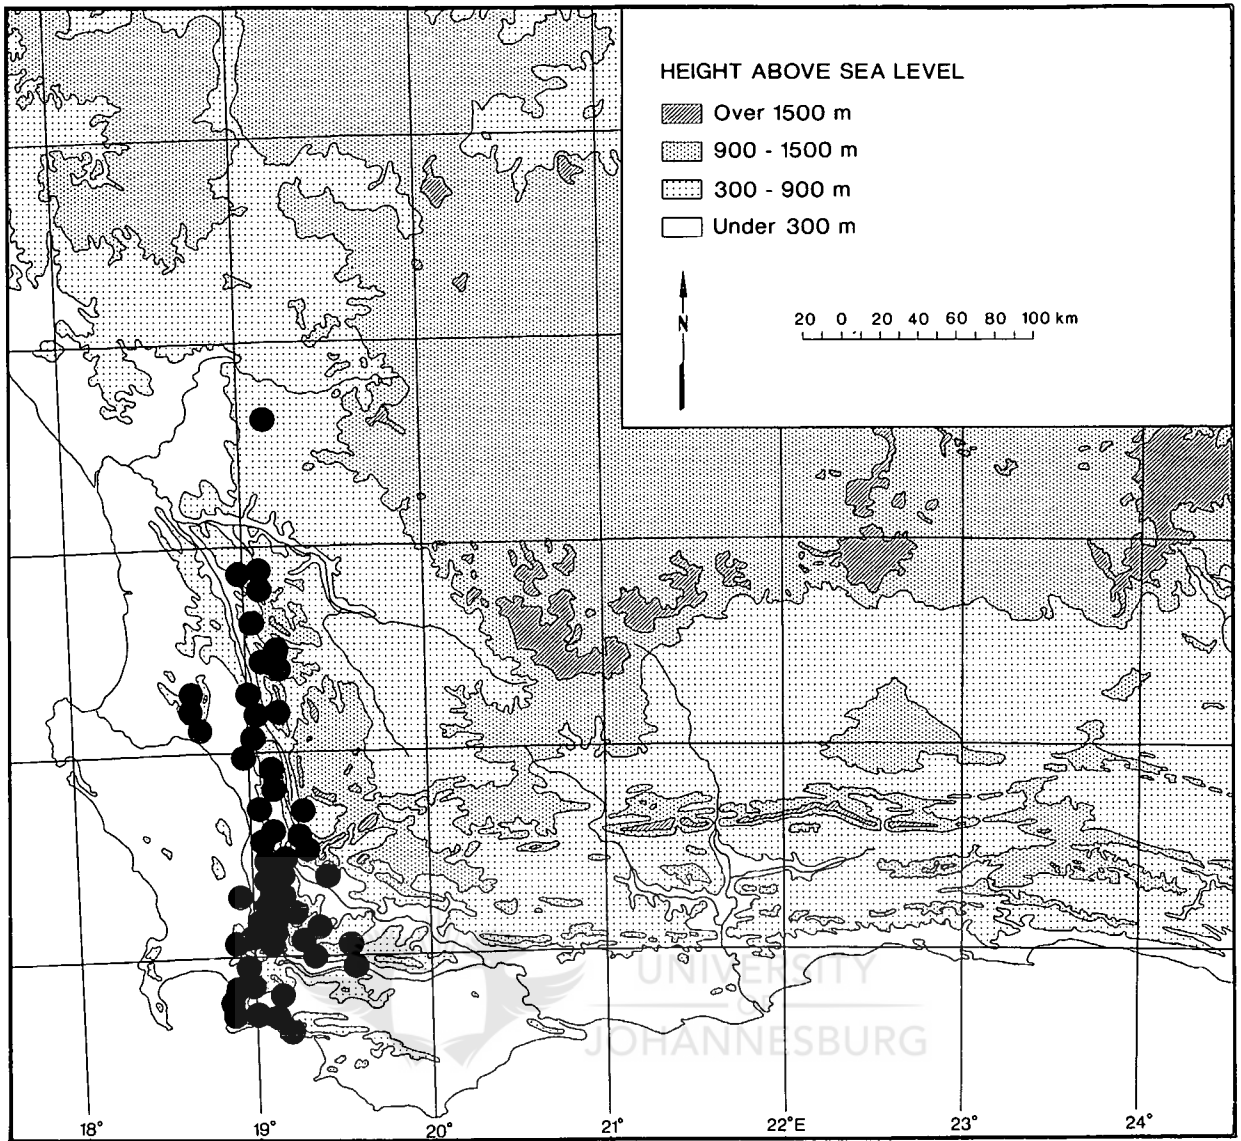 HEIGHT ABOVE SEA LEVEL
Over 1500 m
900 - 1500 m
300 - 900 m
Under 300 m
N
20 0 20 40 60 80 100 km
UNIVERSITY
OF
JOHANNESBURG
18° 19° 20° 21° 22°E 23° 24°